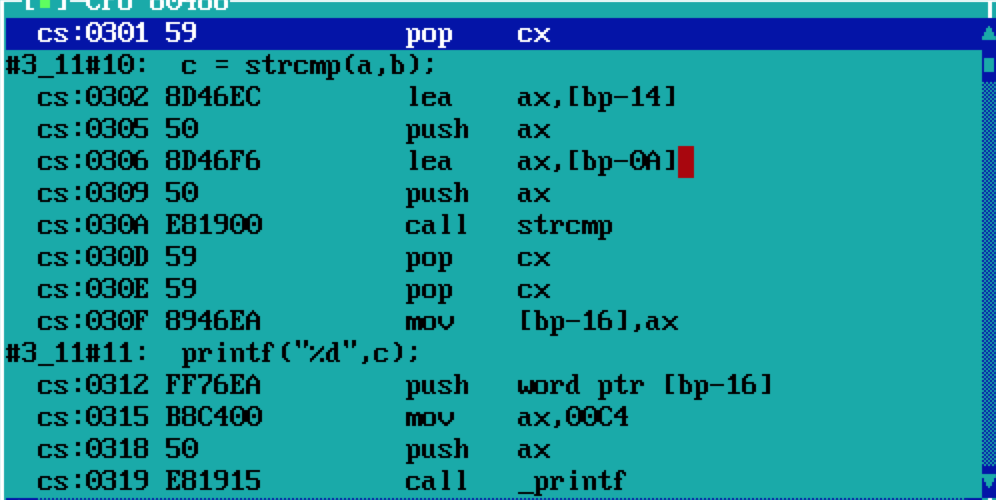 [■]-CPU 80486
cs:0301 59 pop cx
#3_11#10: c = strcmp(a,b);
cs:0302 8D46EC lea ax,[bp-14]
cs:0305 50 push ax
cs:0306 8D46F6 lea ax,[bp-0A]
cs:0309 50 push ax
cs:030A E81900 call strcmp
cs:030D 59 pop cx
cs:030E 59 pop cx
cs:030F 8946EA mov [bp-16],ax
#3_11#11: printf("%d",c);
cs:0312 FF76EA push word ptr [bp-16]
cs:0315 B8C400 mov ax,00C4
cs:0318 50 push ax
cs:0319 E81915 call _printf